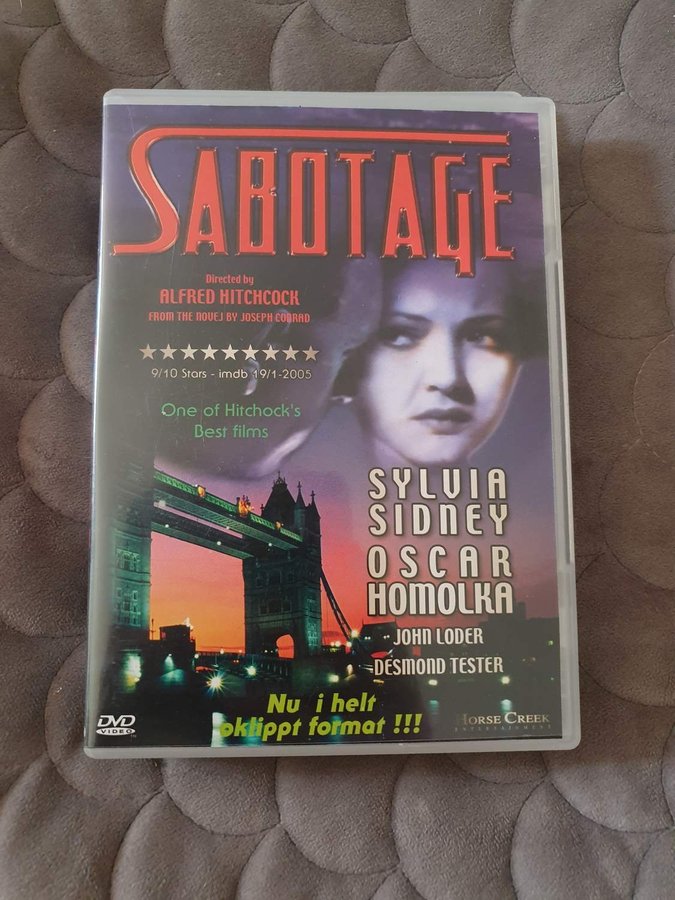 SABOTAGE
Directed by
ALFRED HITCHCOCK
FROM THE NOVEJ BY JOSEPH CONRAD
9/10 Stars - imdb 19/1-2005
One of Hitchock's
Best films
SYLVIA
SIDNEY
OSCAR
HOMOLKA
JOHN LODER
DESMOND TESTER
Nu i helt
oklippt format !!!
DVD
VIDEO
TM
HORSE CREEK
ENTERTAINMENT